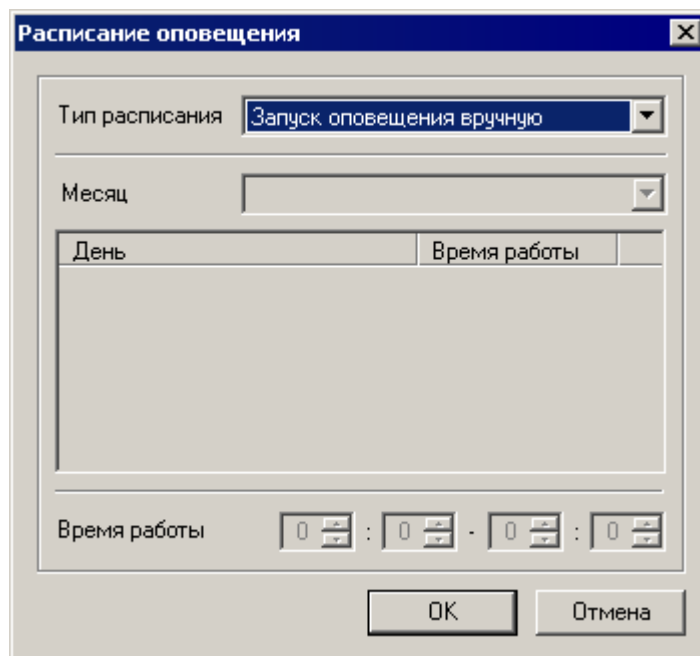 Расписание оповещения
Тип расписания Запуск оповещения вручную
Месяц
День Время работы
Время работы 0 : 0 - 0 : 0
OK Отмена